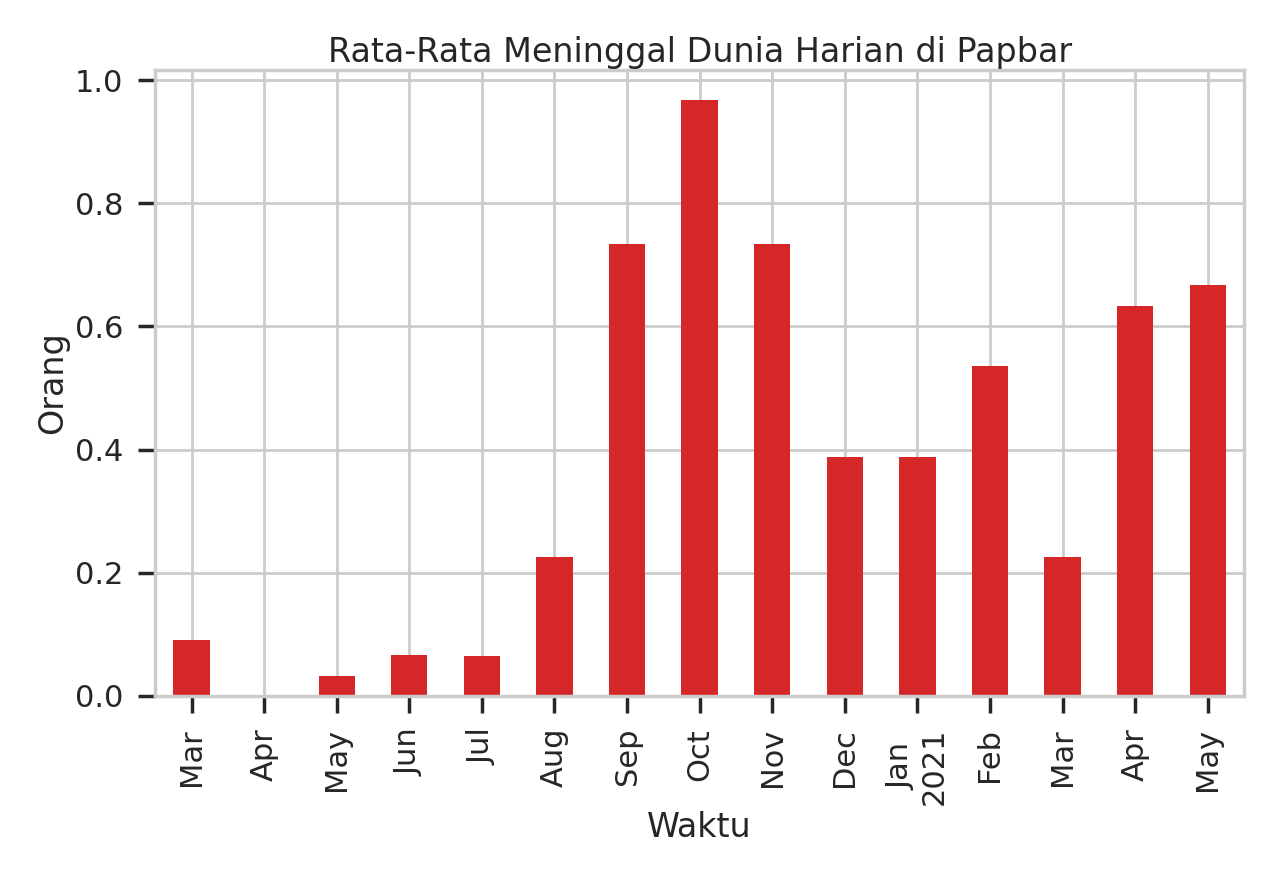 Rata-Rata Meninggal Dunia Harian di Papbar
1.0
0.8
0.6
0.4
0.2
0.0
Orang
Mar
Apr
May
Jun
Jul
Aug
Sep
Oct
Nov
Dec
Jan
2021
Feb
Mar
Apr
May
Waktu